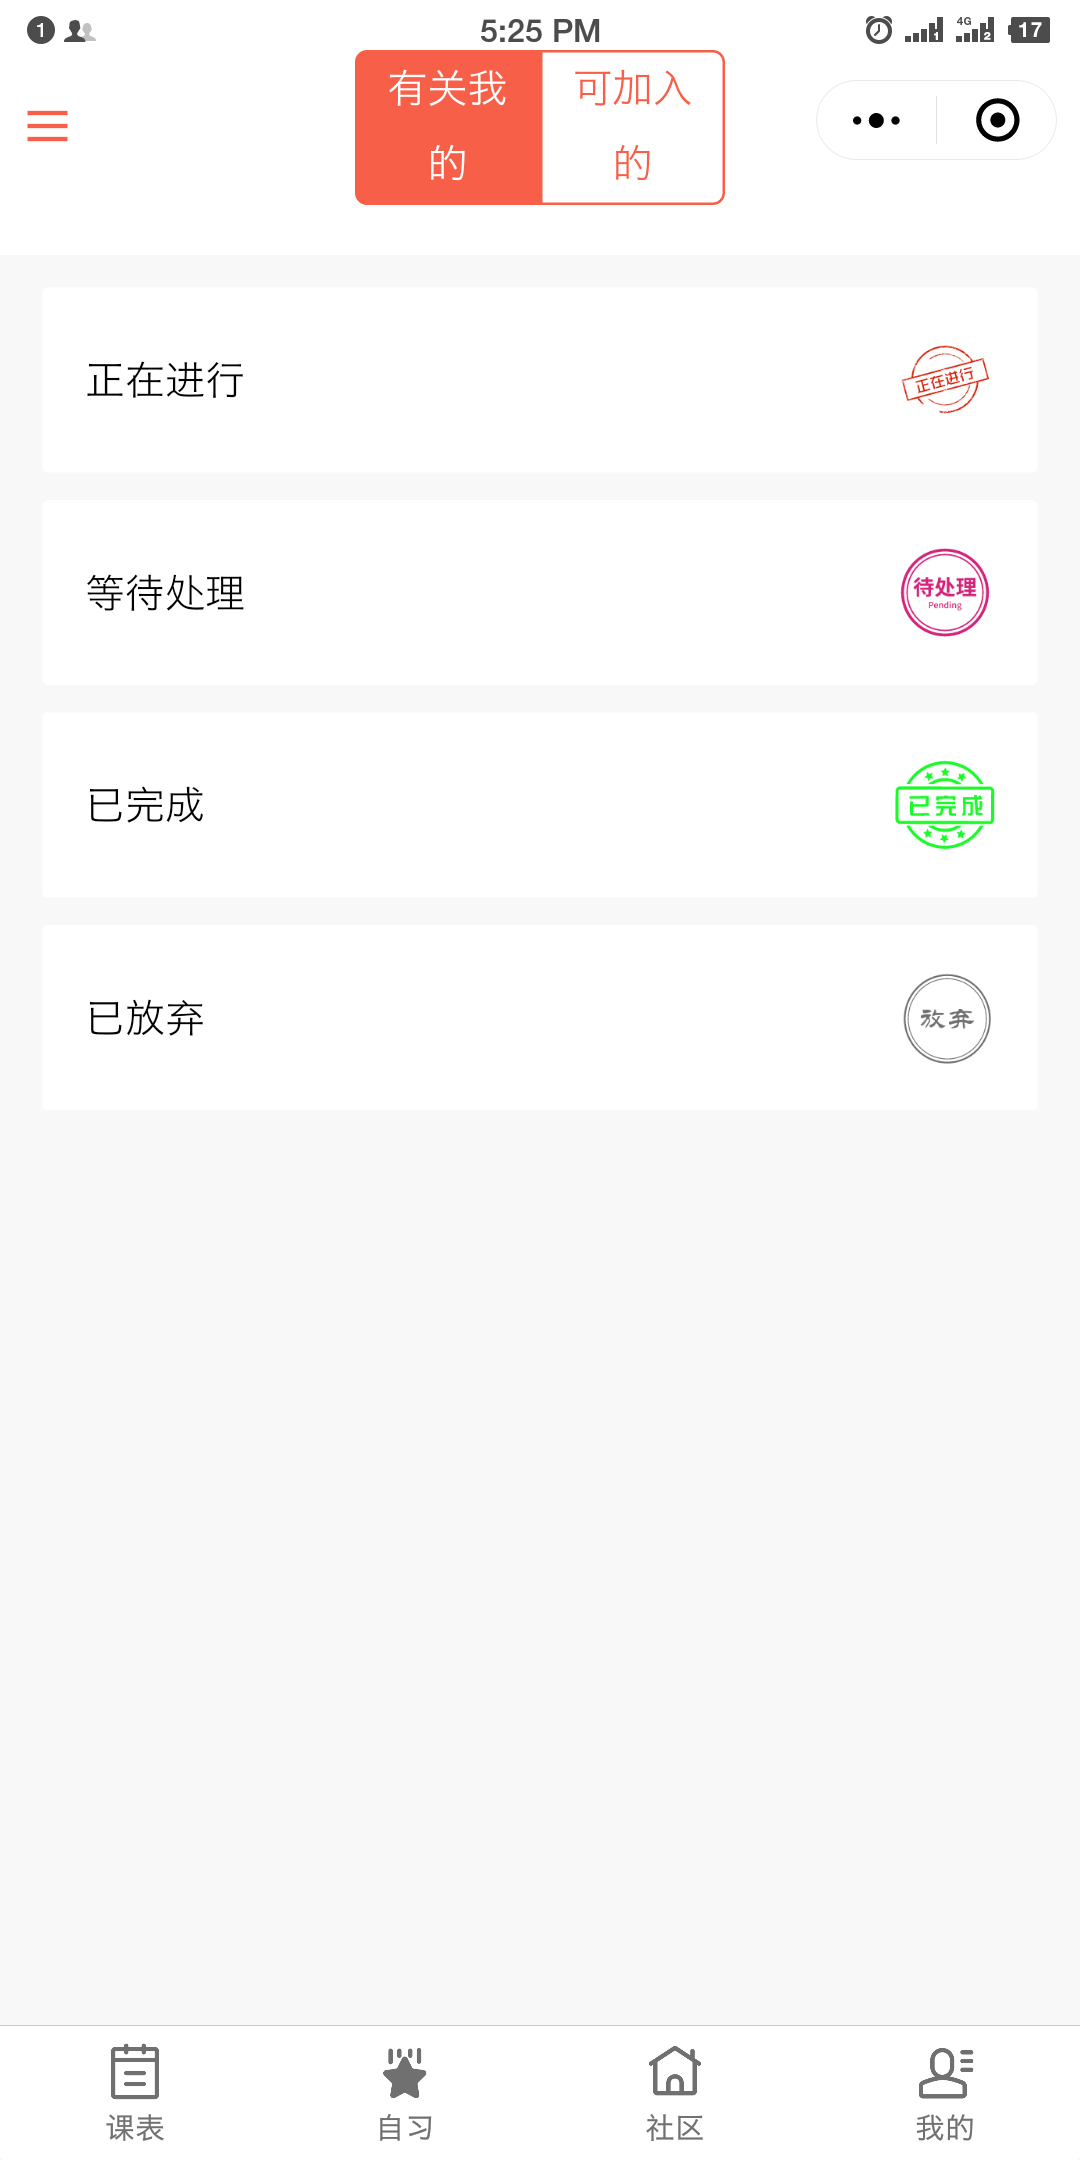 1
5:25 PM
1
4G
2
17
有关我
的
可加入
的
正在进行
正在进行
等待处理
待处理
Pending
已完成
已完成
已放弃
放弃
课表
自习
社区
我的